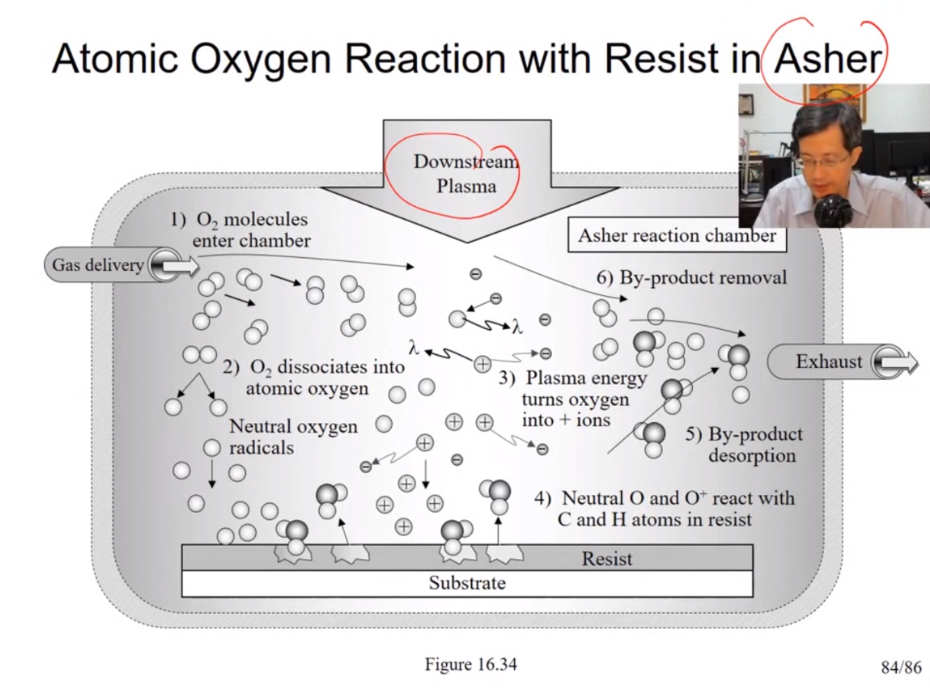 Atomic Oxygen Reaction with Resist in Asher
Downstream
Plasma
1) O₂ molecules
enter chamber
Asher reaction chamber
Gas delivery
6) By-product removal
λ
λ
2) O₂ dissociates into
atomic oxygen
3) Plasma energy
turns oxygen
into + ions
Exhaust
Neutral oxygen
radicals
5) By-product
desorption
4) Neutral O and O⁺ react with
C and H atoms in resist
Resist
Substrate
Figure 16.34
84/86